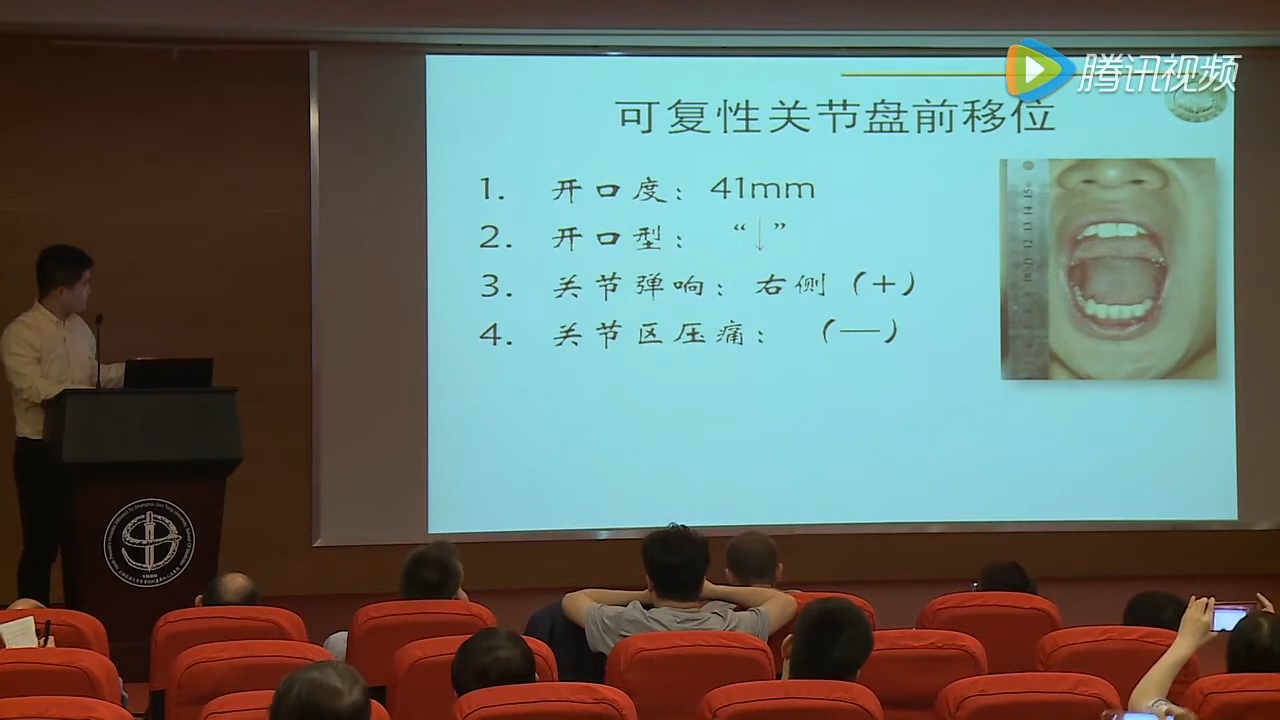 腾讯视频
可复性关节盘前移位
1. 开口度：41mm
2. 开口型：“↓”
3. 关节弹响：右侧（+）
4. 关节区压痛：（—）